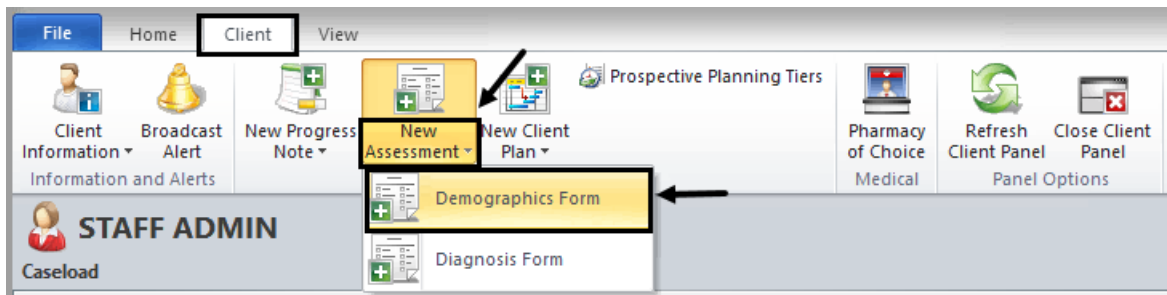 File Home Client View
Prospective Planning Tiers
Client Broadcast New Progress New New Client Pharmacy Refresh Close Client
Information Alert Note Assessment Plan of Choice Client Panel Panel
Information and Alerts Medical Panel Options
Demographics Form
STAFF ADMIN
Diagnosis Form
Caseload